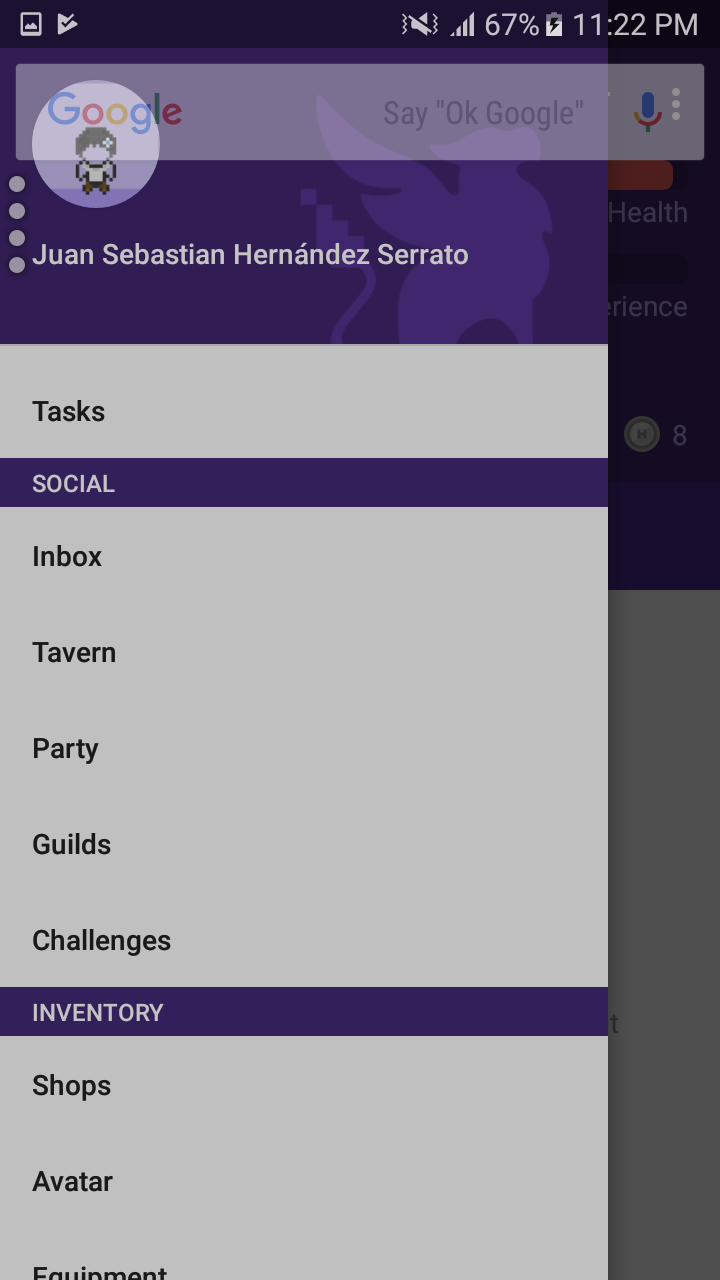 67% 11:22 PM
Google Say "Ok Google"
Health
Juan Sebastian Hernández Serrato
erience
Tasks
8
SOCIAL
Inbox
Tavern
Party
Guilds
Challenges
INVENTORY
t
Shops
Avatar
Equipment